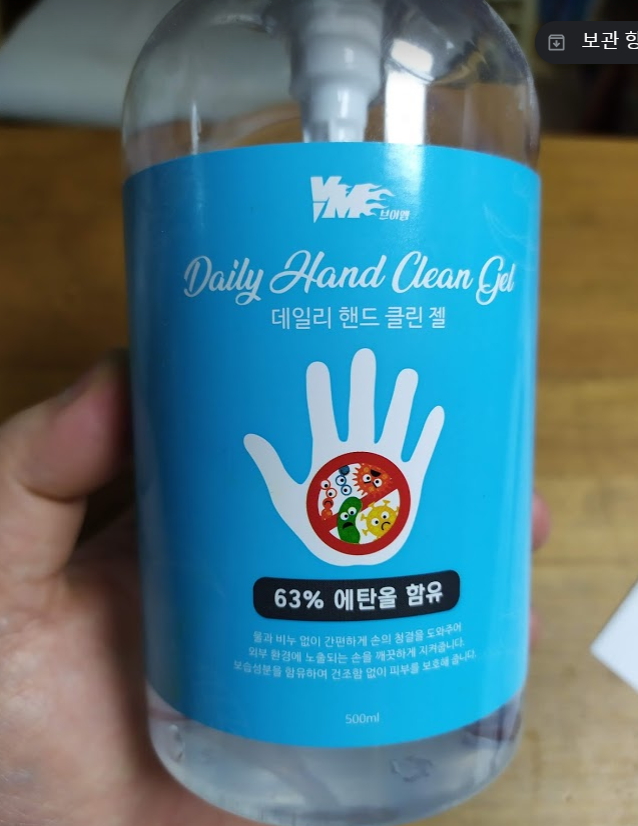 보관
VM 브이엠
Daily Hand Clean Gel
데일리 핸드 클린 젤
63% 에탄올 함유
물과 비누 없이 간편하게 손의 청결을 도와주어
외부 환경에 노출되는 손을 깨끗하게 지켜줍니다.
보습성분을 함유하여 건조함 없이 피부를 보호해 줍니다.
500ml